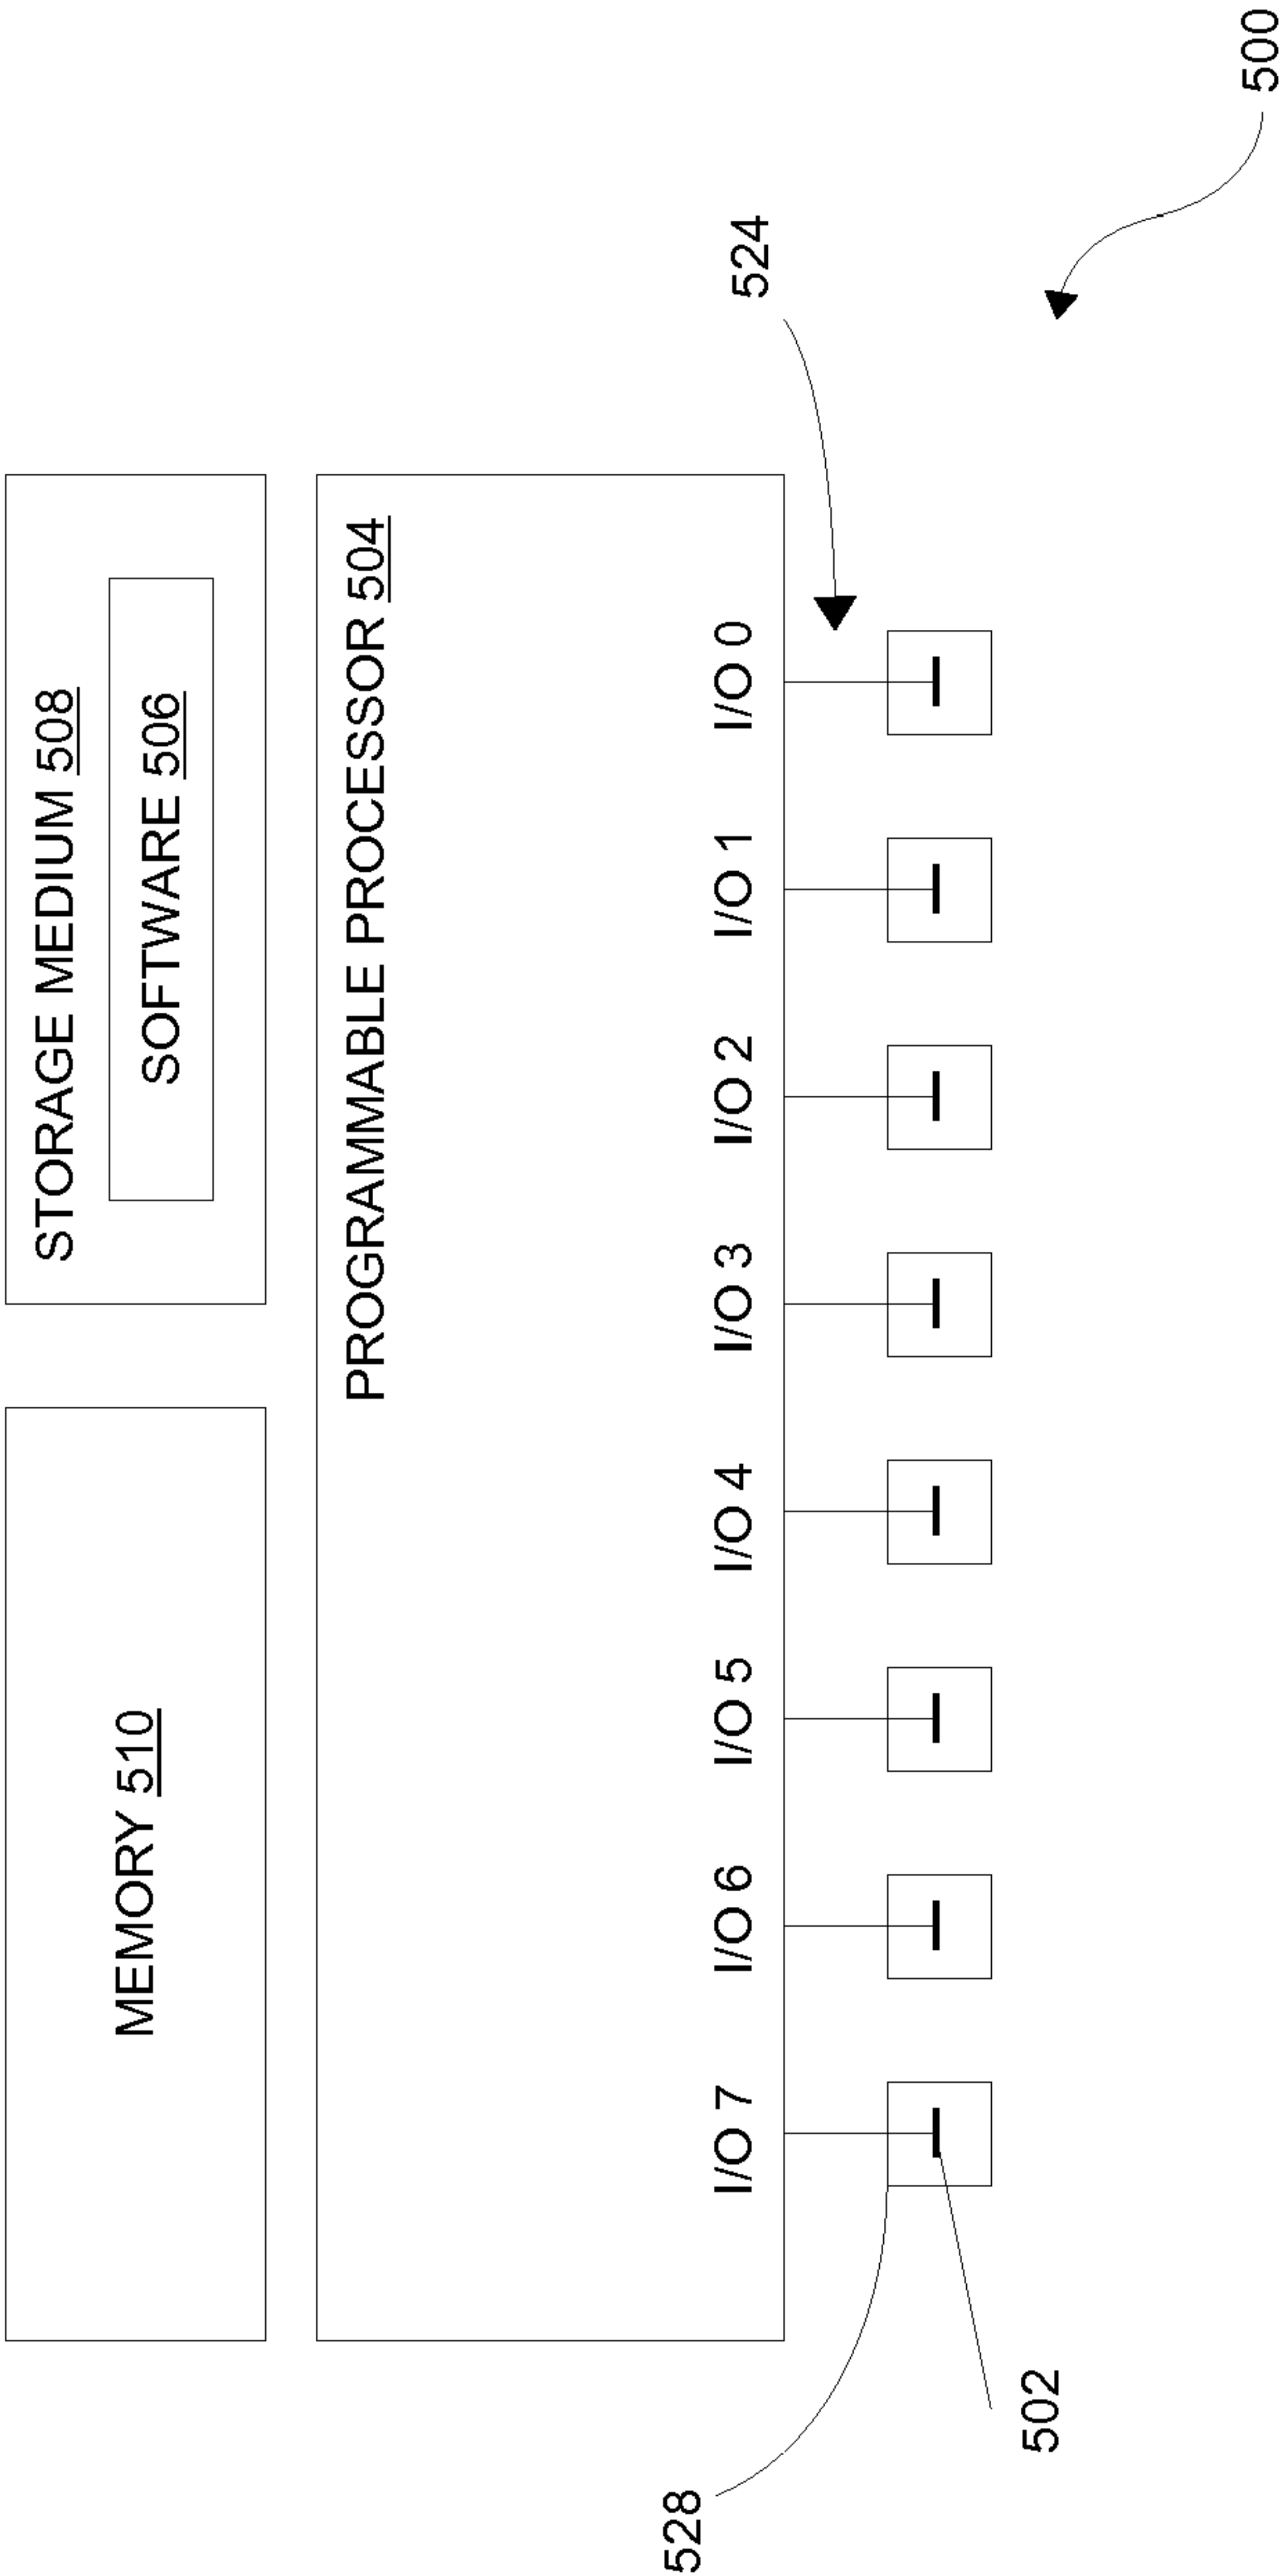 MEMORY 510
STORAGE MEDIUM 508
SOFTWARE 506
PROGRAMMABLE PROCESSOR 504
I/O 7
I/O 6
I/O 5
I/O 4
I/O 3
I/O 2
I/O 1
I/O 0
528
524
502
500